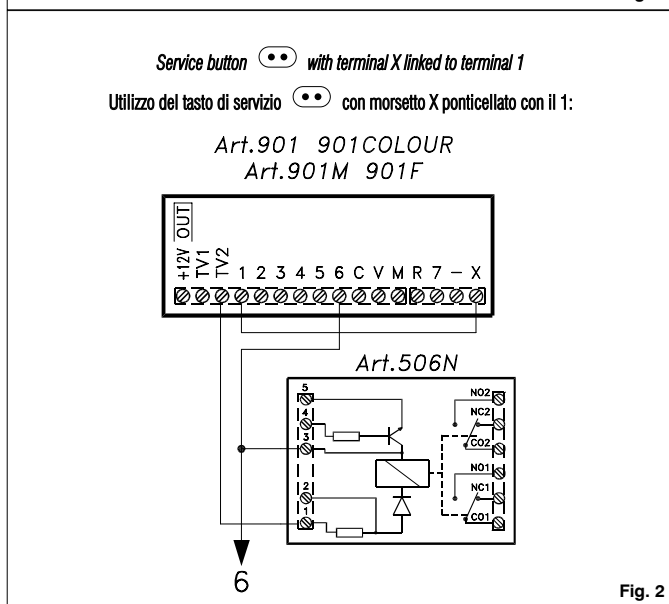 Service button with terminal X linked to terminal 1
Utilizzo del tasto di servizio con morsetto X ponticellato con il 1:
Art.901 901COLOUR
Art.901M 901F
+12V OUT TV1 TV2 1 2 3 4 5 6 C V M R 7 – X
Art.506N
5
4
3
2
1
NO2
NC2
CO2
NO1
NC1
CO1
6
Fig. 2